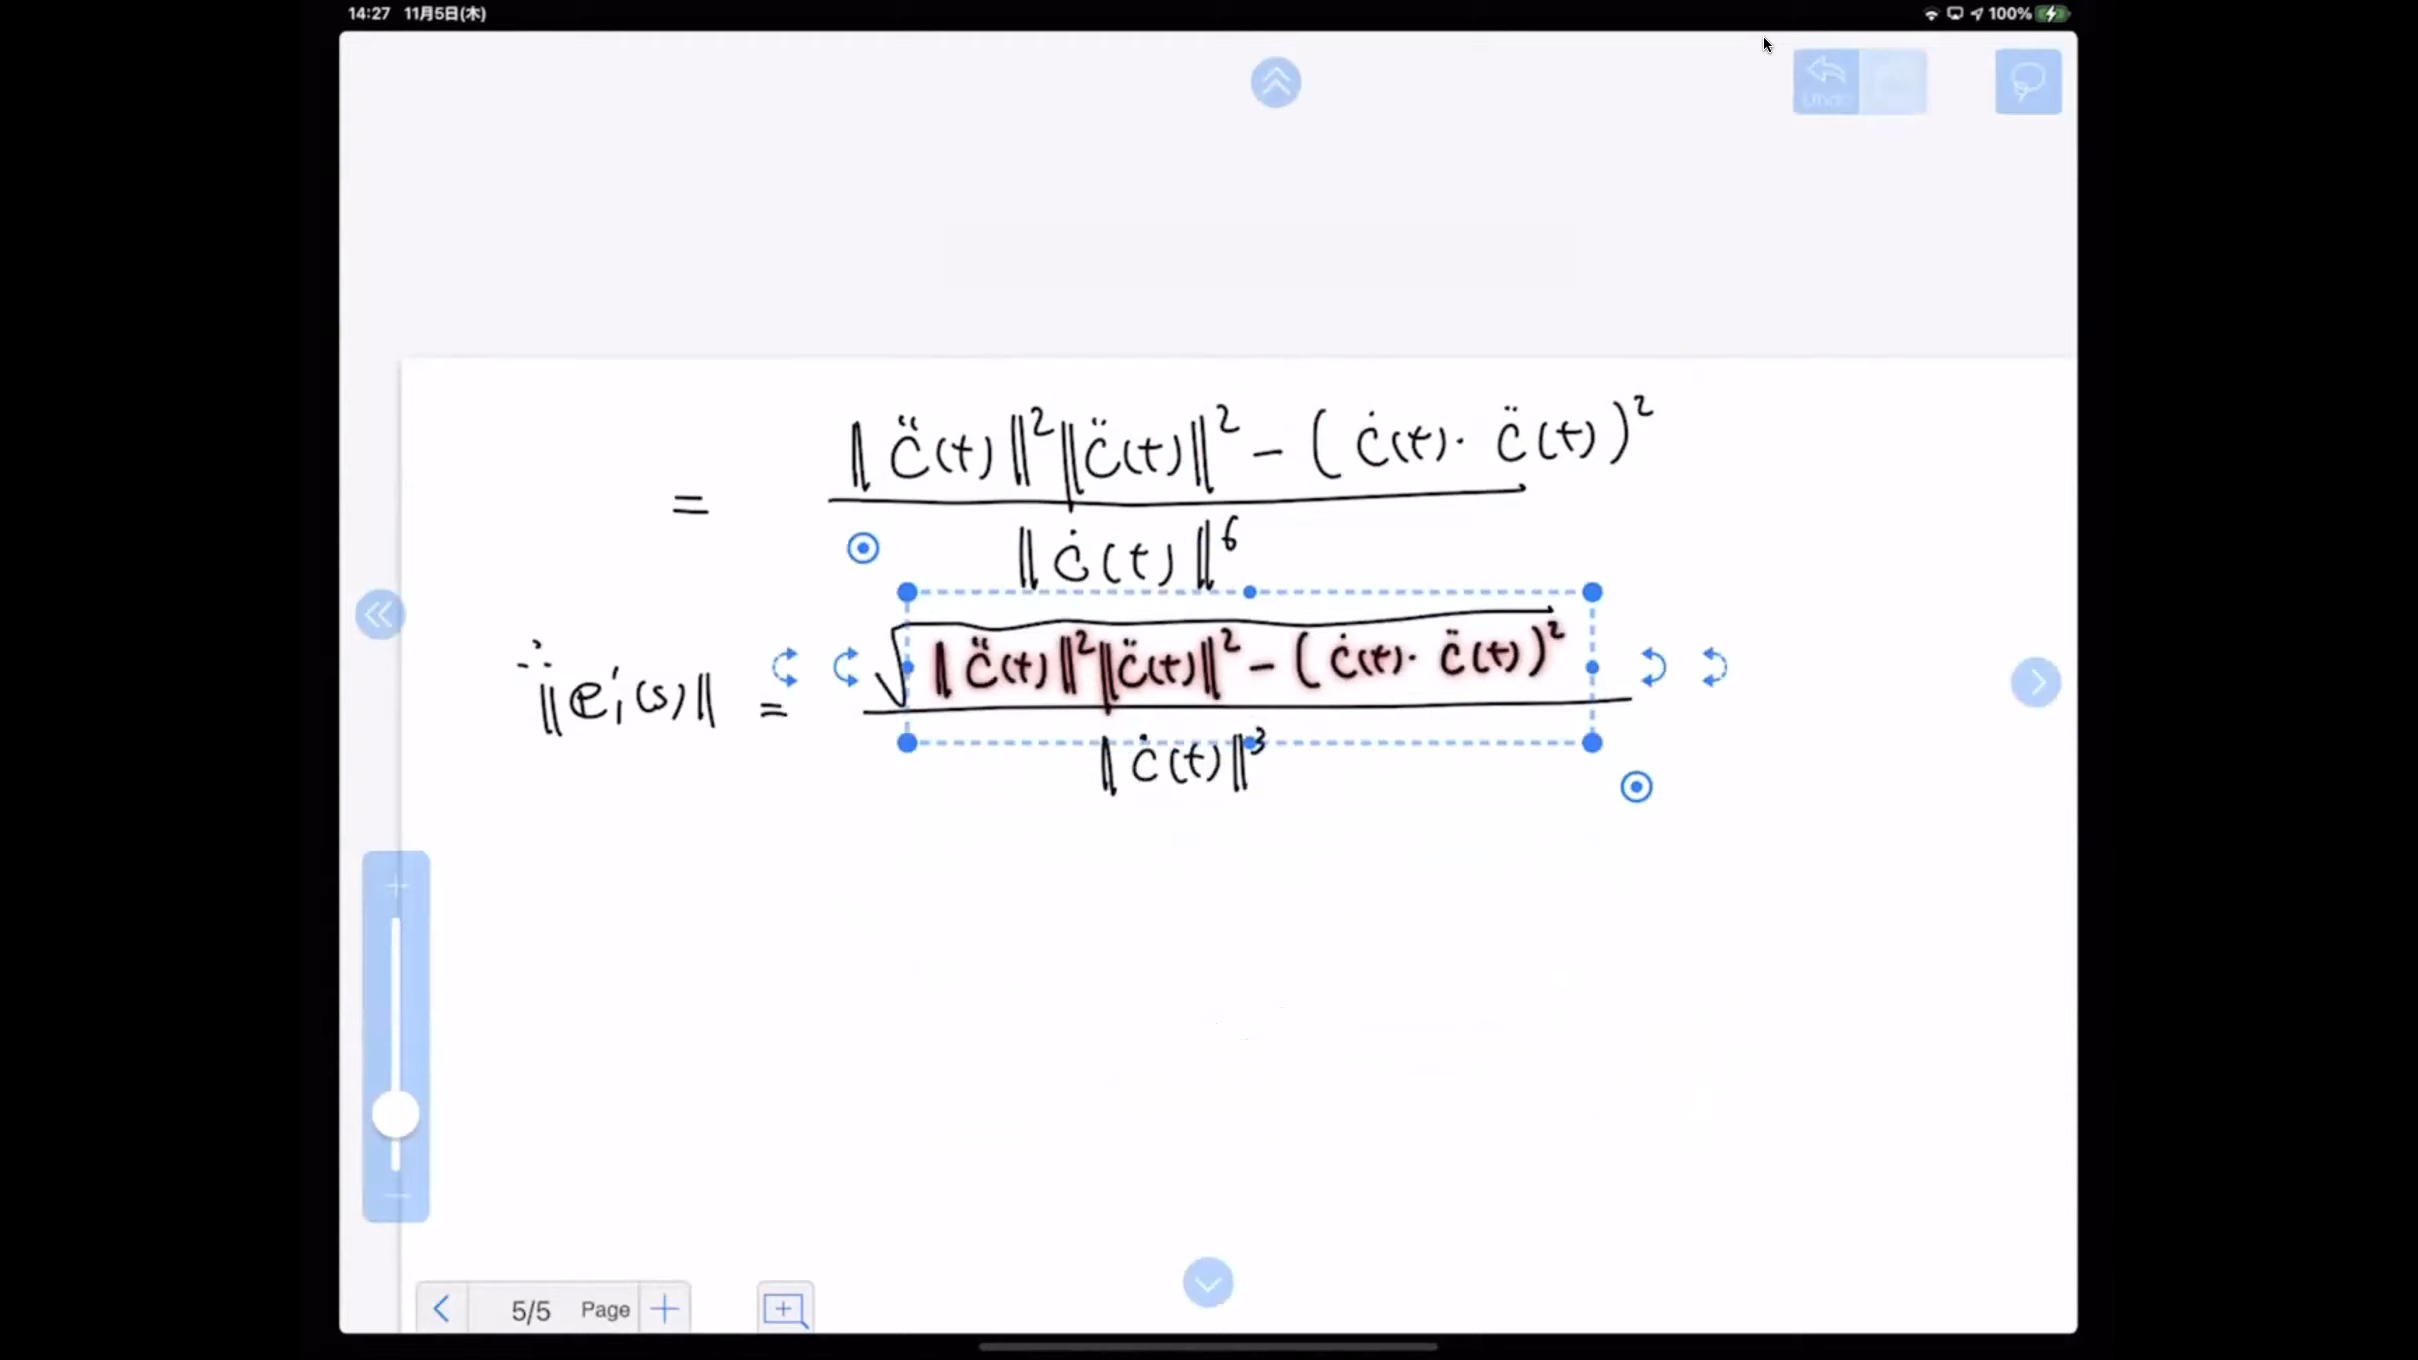 14:27 11月5日(木) 100%
Undo
= ‖ c̈(t) ‖² ‖ c̈(t) ‖² − ( ċ(t) · c̈(t) )²
‖ ċ(t) ‖⁶
∴ ‖ e₁′(s) ‖ = √ ‖ c̈(t) ‖² ‖ c̈(t) ‖² − ( ċ(t) · c̈(t) )²
‖ ċ(t) ‖³
5/5 Page